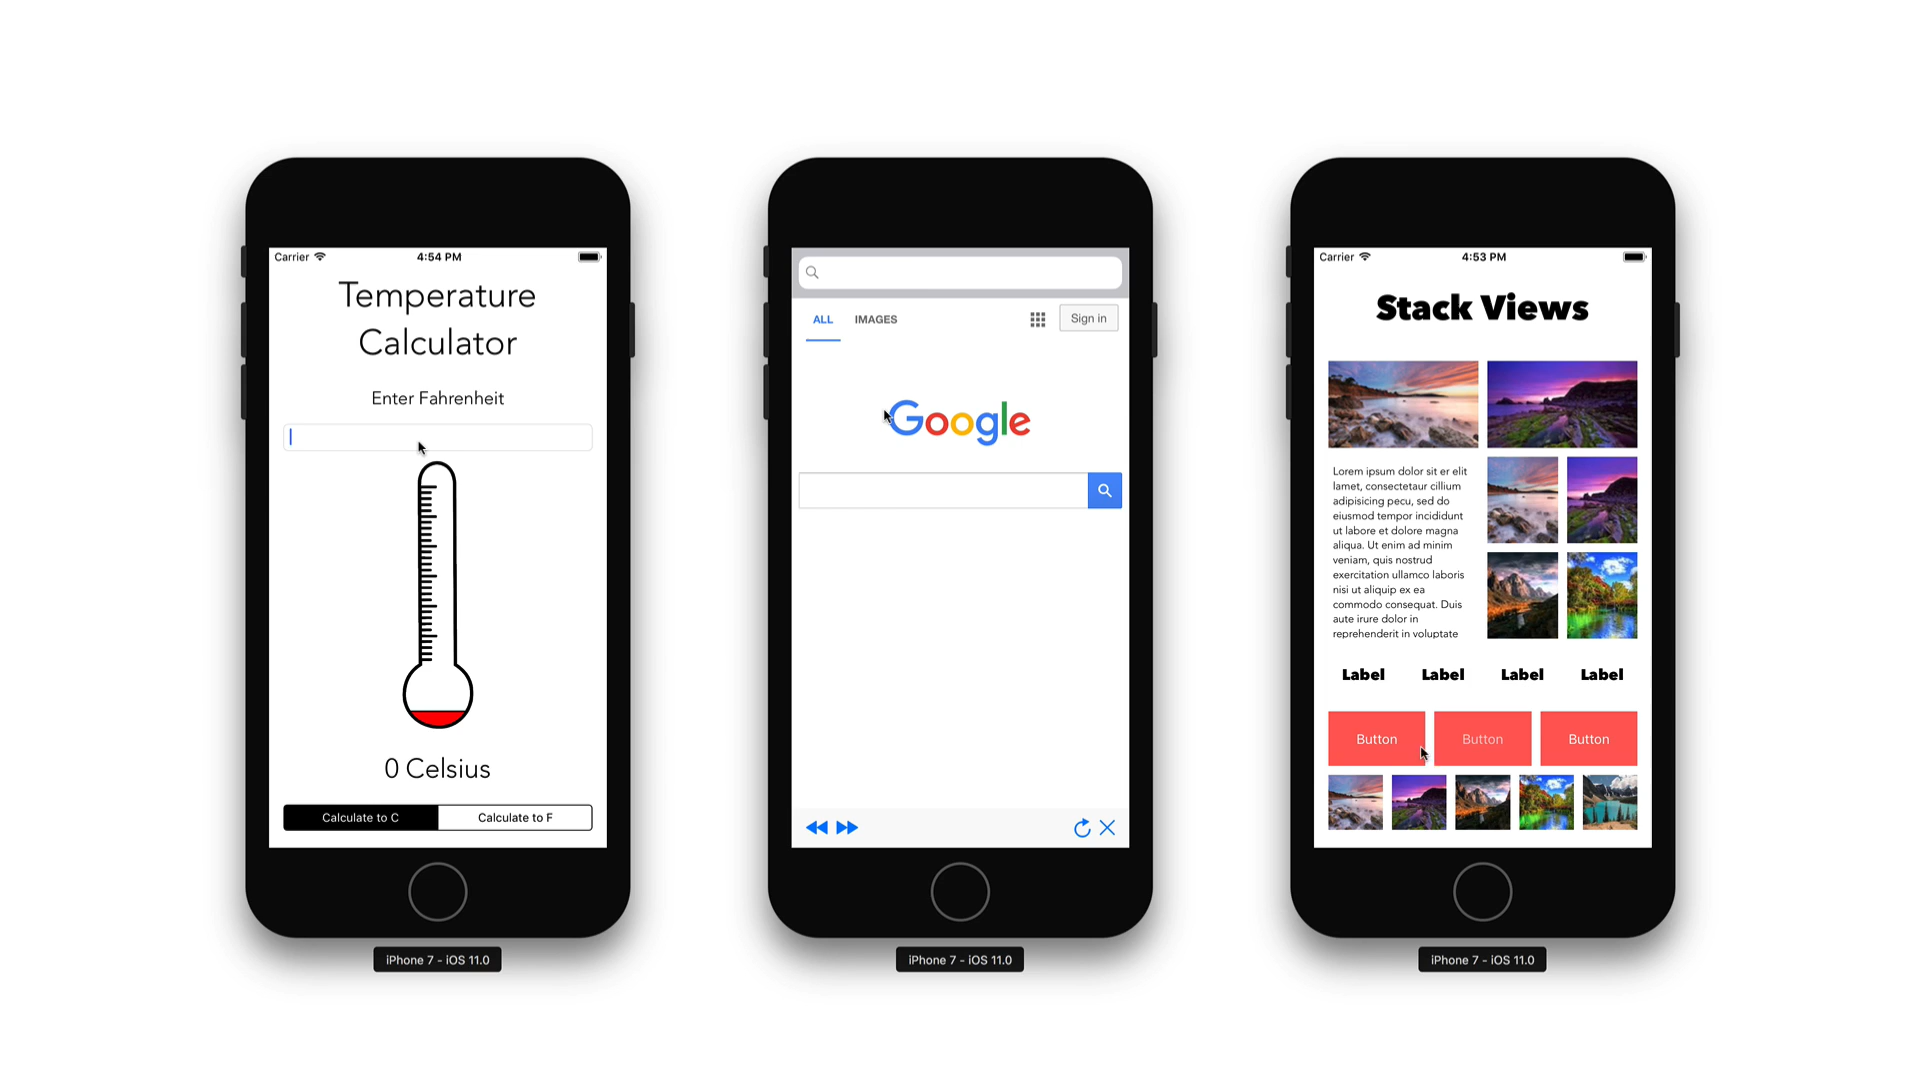 Carrier
4:54 PM
Temperature
Calculator
Enter Fahrenheit
0 Celsius
Calculate to C
Calculate to F
iPhone 7 - iOS 11.0
ALL
IMAGES
Sign in
Google
iPhone 7 - iOS 11.0
Carrier
4:53 PM
Stack Views
Lorem ipsum dolor sit er elit
lamet, consectetaur cillium
adipisicing pecu, sed do
eiusmod tempor incididunt
ut labore et dolore magna
aliqua. Ut enim ad minim
veniam, quis nostrud
exercitation ullamco laboris
nisi ut aliquip ex ea
commodo consequat. Duis
aute irure dolor in
reprehenderit in voluptate
Label
Label
Label
Label
Button
Button
Button
iPhone 7 - iOS 11.0